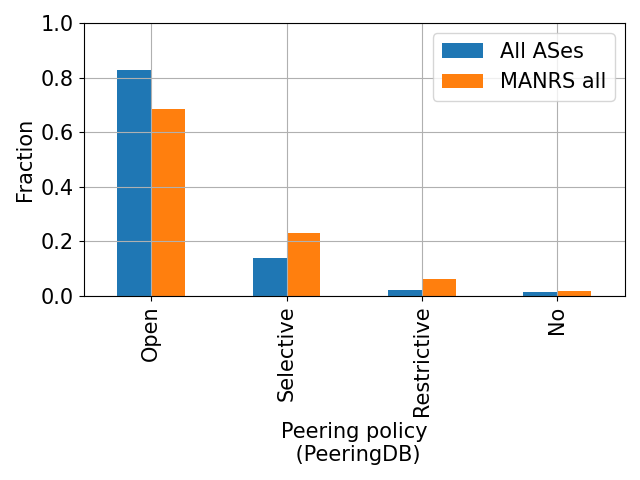 1.0
0.8
0.6
0.4
0.2
0.0
Fraction
All ASes
MANRS all
Open
Selective
Restrictive
No
Peering policy
(PeeringDB)